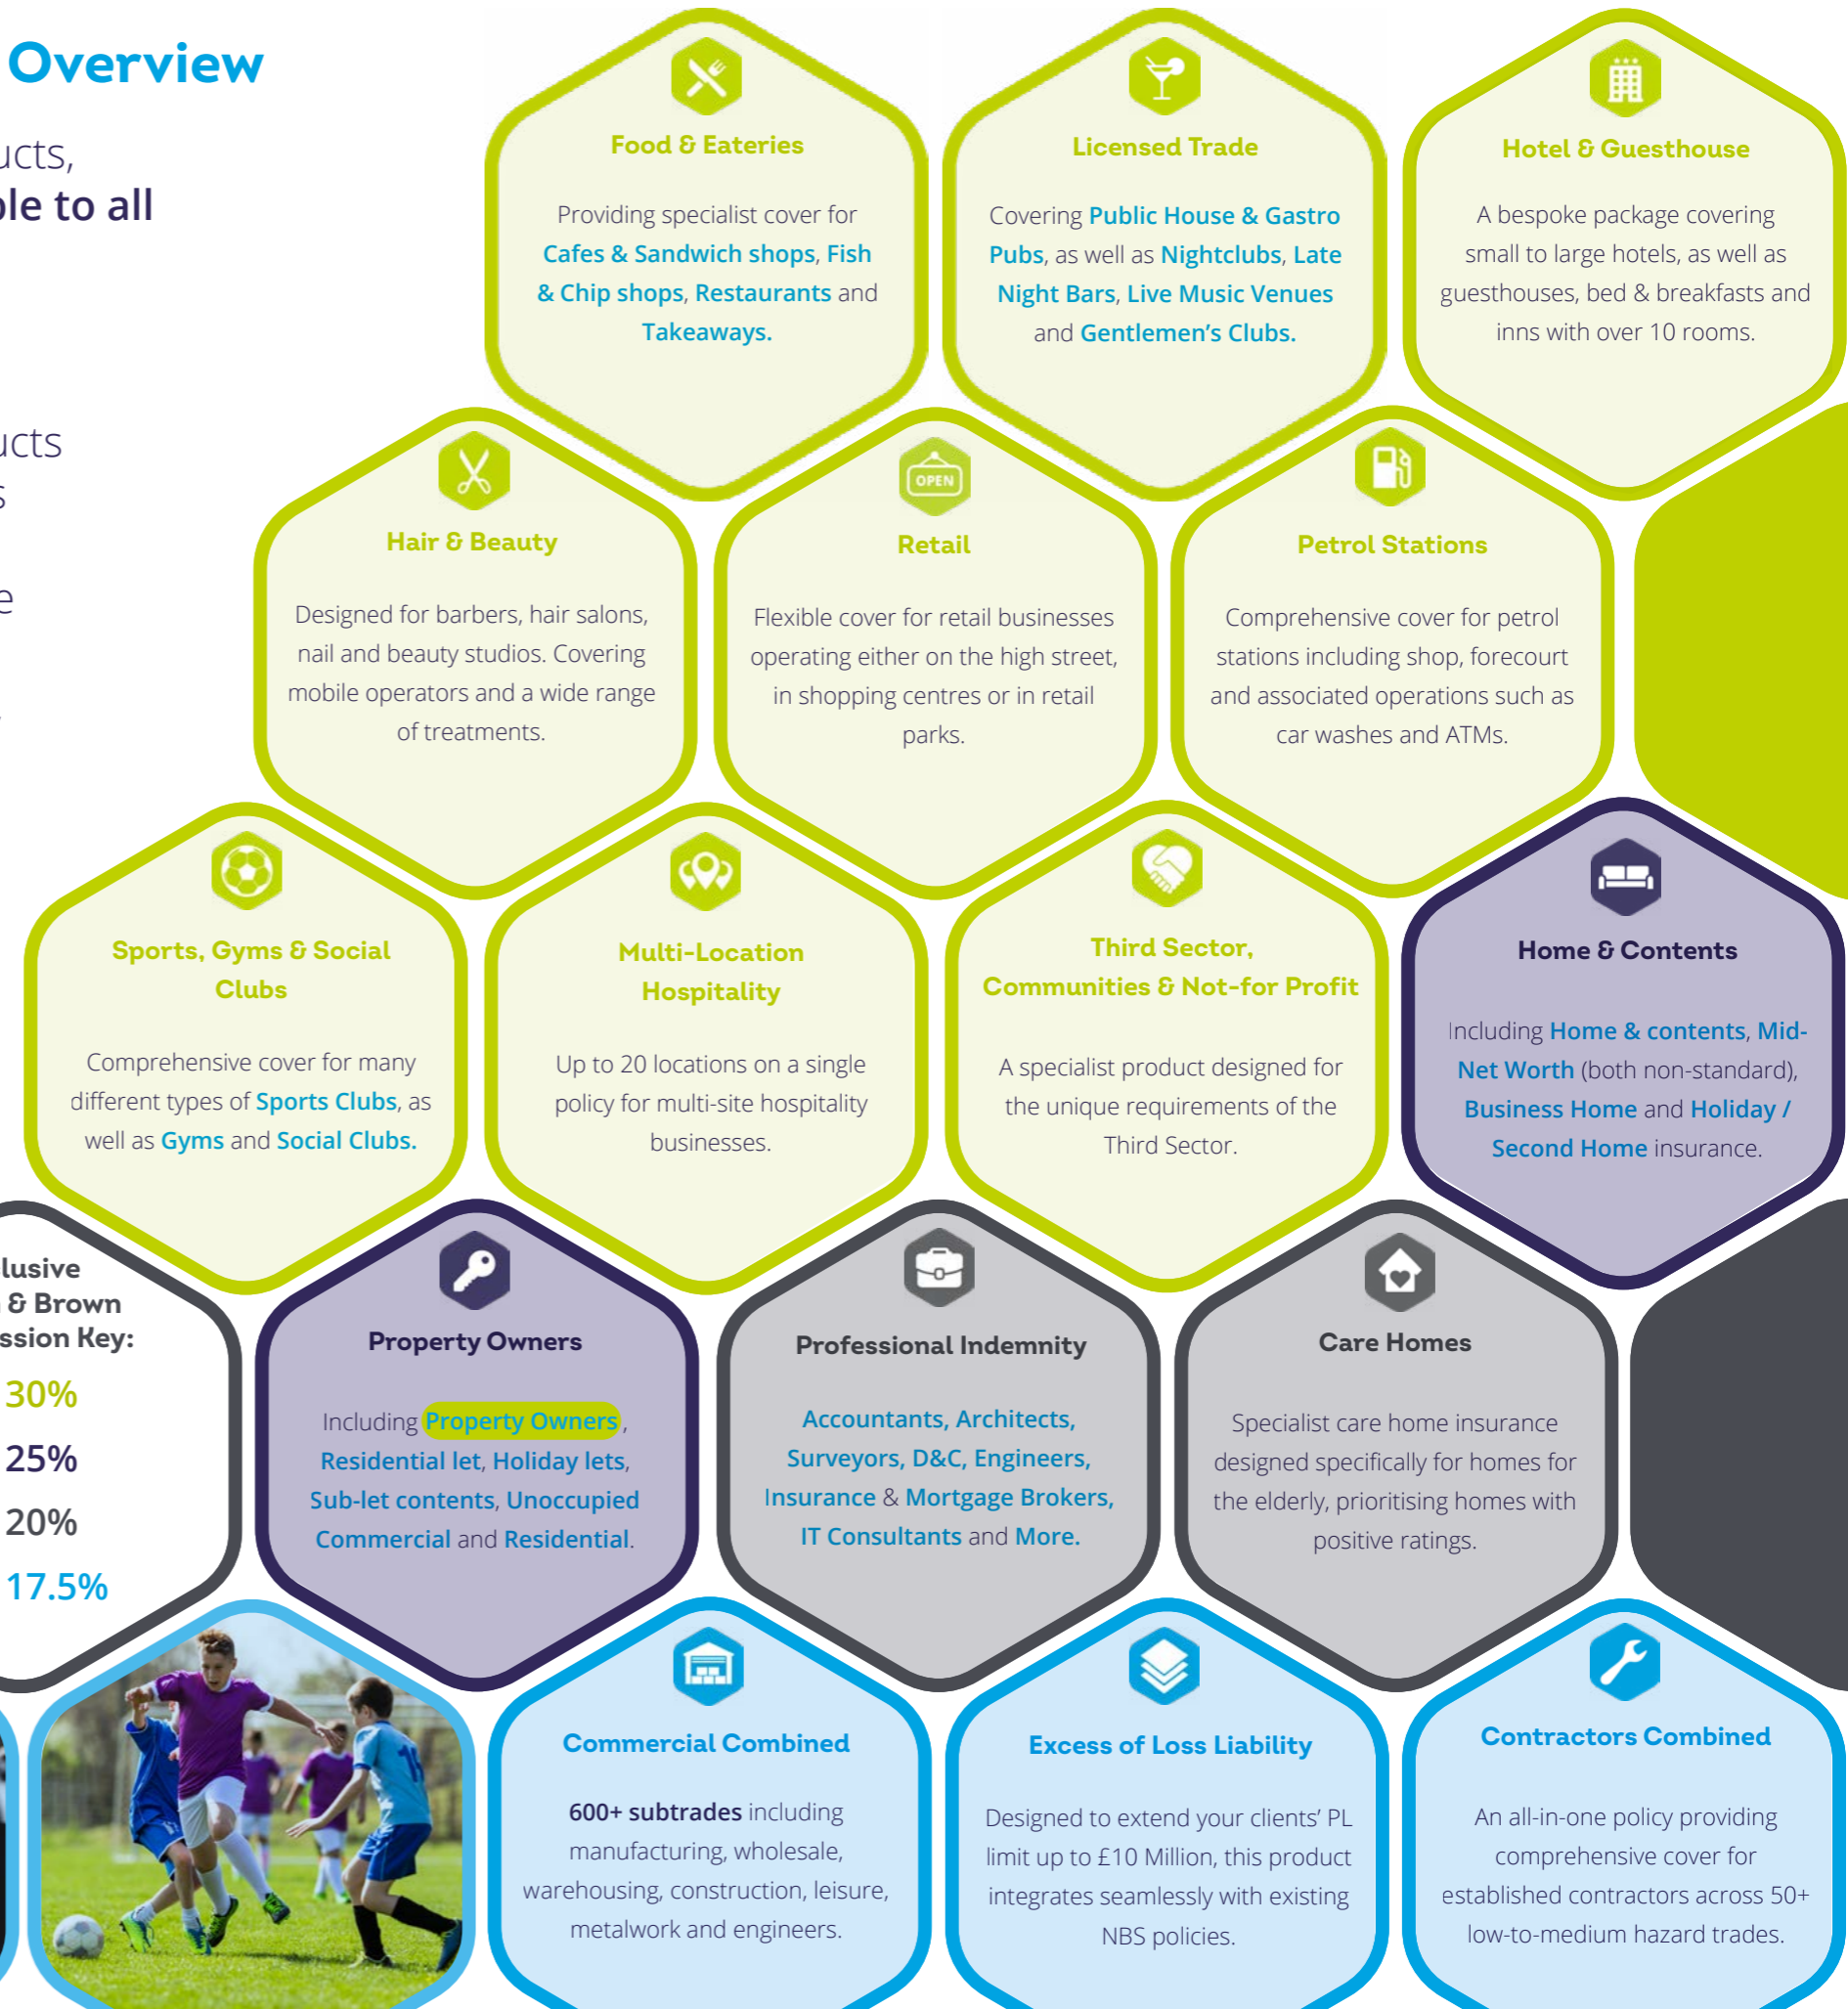 Overview
ucts,
ble to all
ucts
s
e
Food & Eateries
Providing specialist cover for
Cafes & Sandwich shops, Fish
& Chip shops, Restaurants and
Takeaways.
Licensed Trade
Covering Public House & Gastro
Pubs, as well as Nightclubs, Late
Night Bars, Live Music Venues
and Gentlemen's Clubs.
Hotel & Guesthouse
A bespoke package covering
small to large hotels, as well as
guesthouses, bed & breakfasts and
inns with over 10 rooms.
Hair & Beauty
Designed for barbers, hair salons,
nail and beauty studios. Covering
mobile operators and a wide range
of treatments.
OPEN
Retail
Flexible cover for retail businesses
operating either on the high street,
in shopping centres or in retail
parks.
Petrol Stations
Comprehensive cover for petrol
stations including shop, forecourt
and associated operations such as
car washes and ATMs.
Sports, Gyms & Social
Clubs
Comprehensive cover for many
different types of Sports Clubs, as
well as Gyms and Social Clubs.
Multi-Location
Hospitality
Up to 20 locations on a single
policy for multi-site hospitality
businesses.
Third Sector,
Communities & Not-for Profit
A specialist product designed for
the unique requirements of the
Third Sector.
Home & Contents
Including Home & contents, Mid-
Net Worth (both non-standard),
Business Home and Holiday /
Second Home insurance.
lusive
& Brown
ssion Key:
30%
25%
20%
17.5%
Property Owners
Including Property Owners,
Residential let, Holiday lets,
Sub-let contents, Unoccupied
Commercial and Residential.
Professional Indemnity
Accountants, Architects,
Surveyors, D&C, Engineers,
Insurance & Mortgage Brokers,
IT Consultants and More.
Care Homes
Specialist care home insurance
designed specifically for homes for
the elderly, prioritising homes with
positive ratings.
Commercial Combined
600+ subtrades including
manufacturing, wholesale,
warehousing, construction, leisure,
metalwork and engineers.
Excess of Loss Liability
Designed to extend your clients' PL
limit up to £10 Million, this product
integrates seamlessly with existing
NBS policies.
Contractors Combined
An all-in-one policy providing
comprehensive cover for
established contractors across 50+
low-to-medium hazard trades.